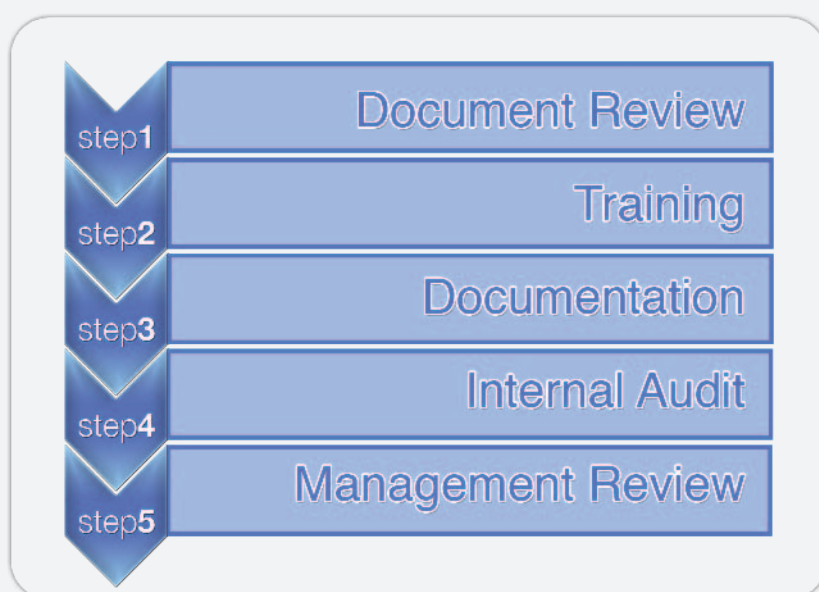 step1 Document Review
step2 Training
step3 Documentation
step4 Internal Audit
step5 Management Review